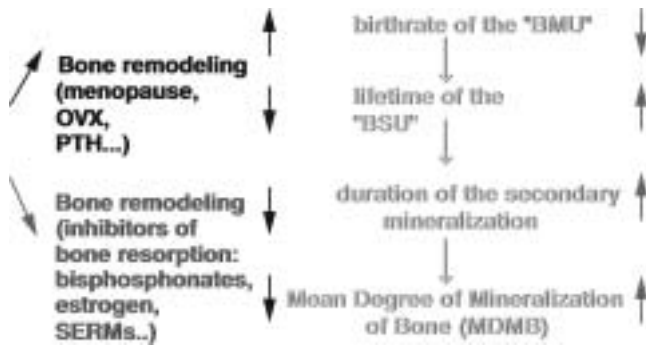 Bone remodeling
(menopause,
OVX,
PTH...)
Bone remodeling
(inhibitors of
bone resorption:
bisphosphonates,
estrogen,
SERMs..)
birthrate of the "BMU"
lifetime of the
"BSU"
duration of the secondary
mineralization
Mean Degree of Mineralization
of Bone (MDMB)